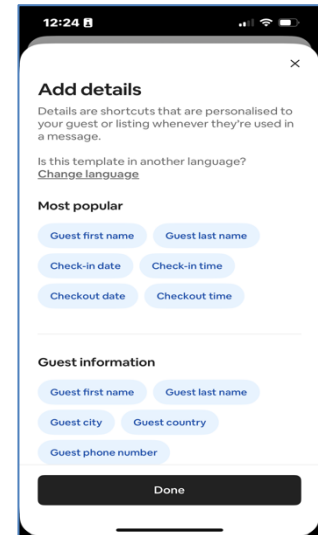 12:24
Add details
Details are shortcuts that are personalised to
your guest or listing whenever they're used in
a message.
Is this template in another language?
Change language
Most popular
Guest first name Guest last name
Check-in date Check-in time
Checkout date Checkout time
Guest information
Guest first name Guest last name
Guest city Guest country
Guest phone number
Done